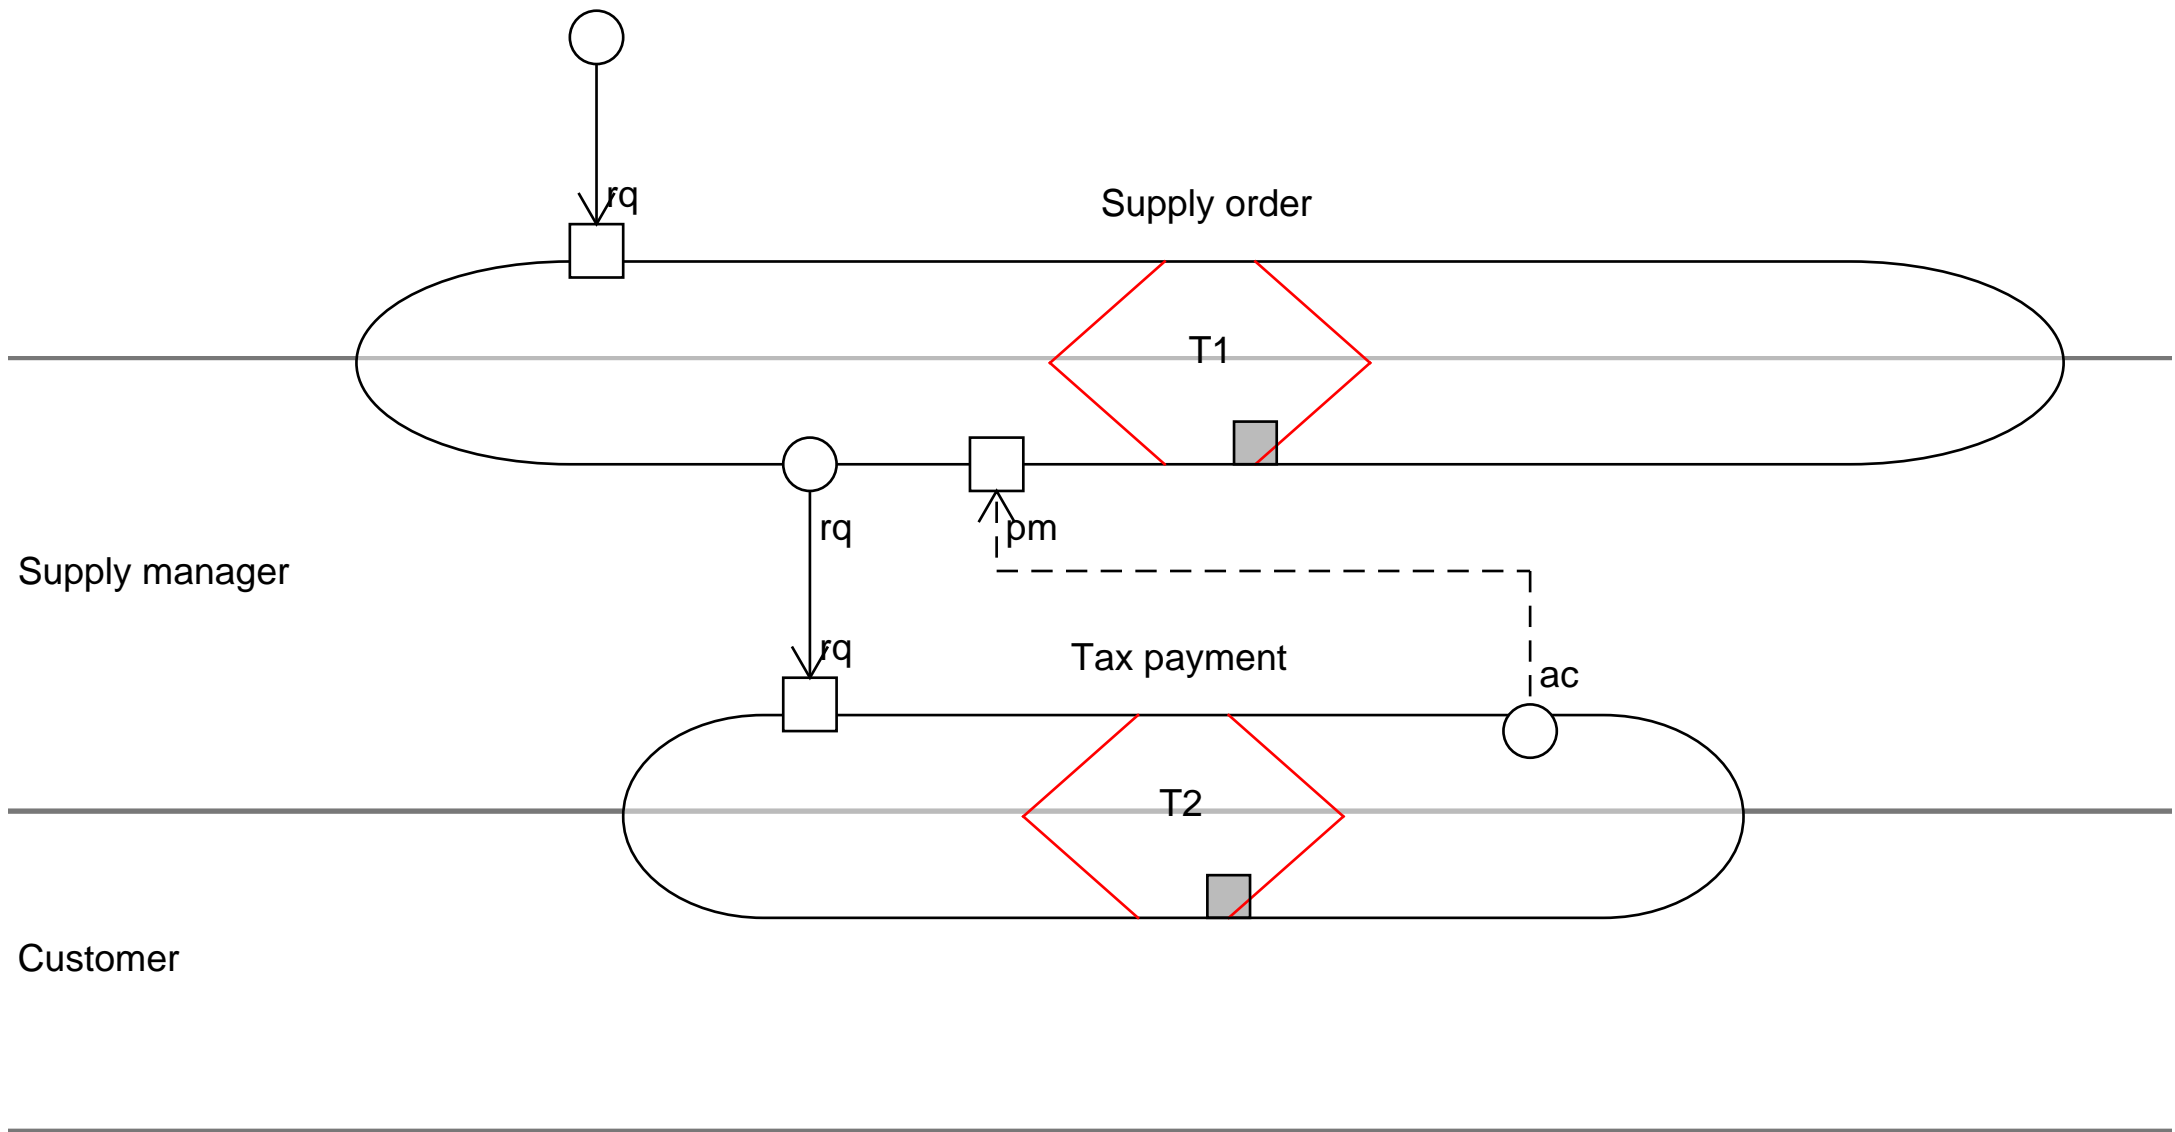 rq
Supply order
T1
rq
pm
Supply manager
rq
Tax payment
ac
T2
Customer